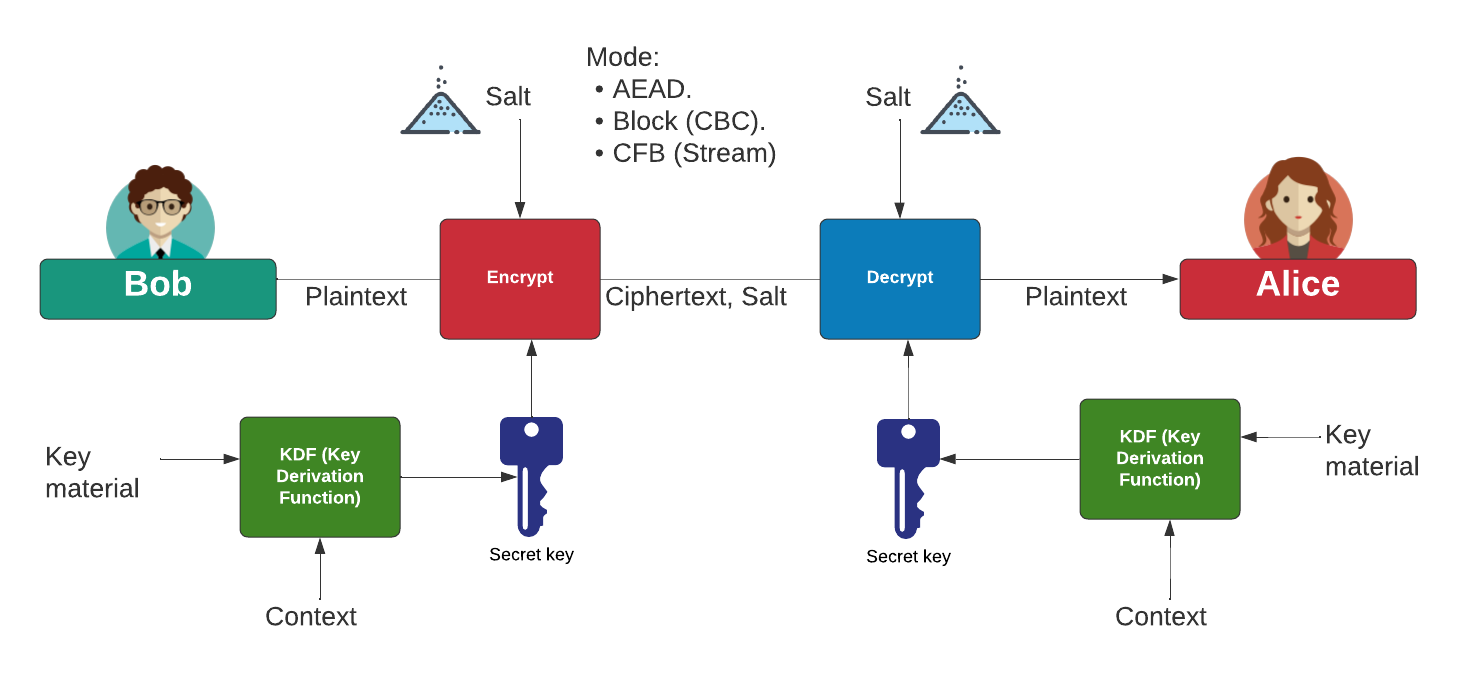 Mode:
• AEAD.
• Block (CBC).
• CFB (Stream)
Salt
Salt
Bob
Plaintext
Encrypt
Ciphertext, Salt
Decrypt
Plaintext
Alice
Key
material
KDF (Key
Derivation
Function)
Secret key
Context
Secret key
KDF (Key
Derivation
Function)
Key
material
Context